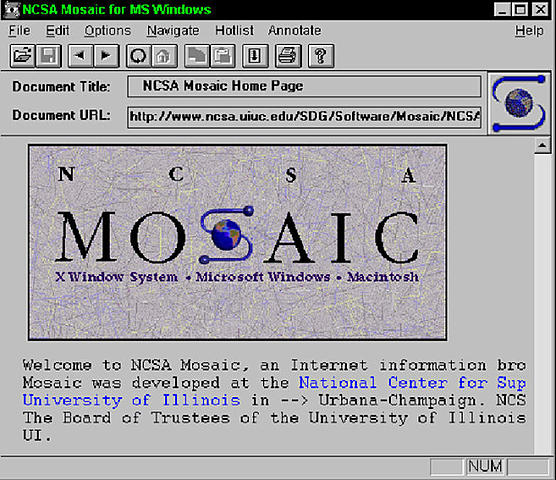 NCSA Mosaic for MS Windows
File Edit Options Navigate Hotlist Annotate Help
Document Title: NCSA Mosaic Home Page
Document URL: http://www.ncsa.uiuc.edu/SDG/Software/Mosaic/NCSA
N C S A
MOSAIC
X Window System • Microsoft Windows • Macintosh
Welcome to NCSA Mosaic, an Internet information bro
Mosaic was developed at the National Center for Sup
University of Illinois in --> Urbana-Champaign. NCS
The Board of Trustees of the University of Illinois
UI.
NUM